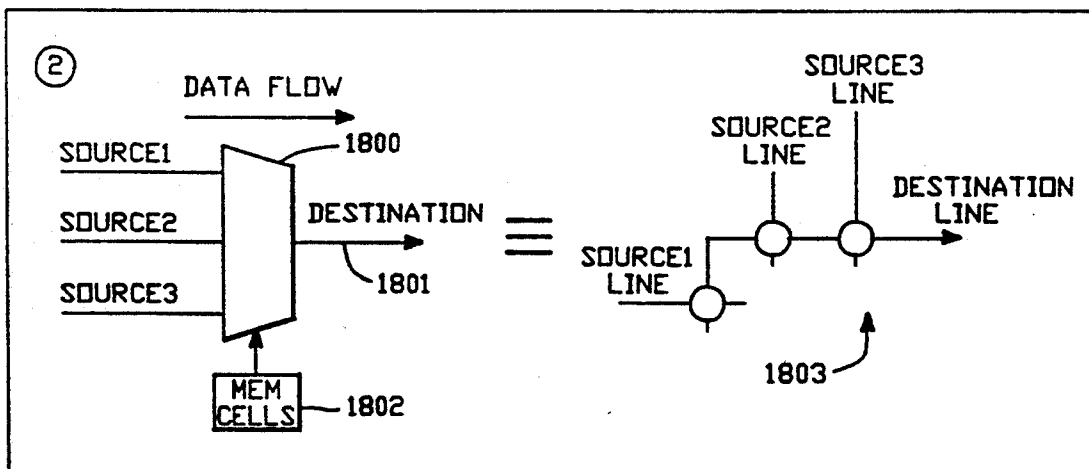 2
DATA FLOW
1800
SOURCE1
SOURCE2
SOURCE3
DESTINATION
1801
MEM
CELLS
1802
SOURCE3
LINE
SOURCE2
LINE
DESTINATION
LINE
SOURCE1
LINE
1803